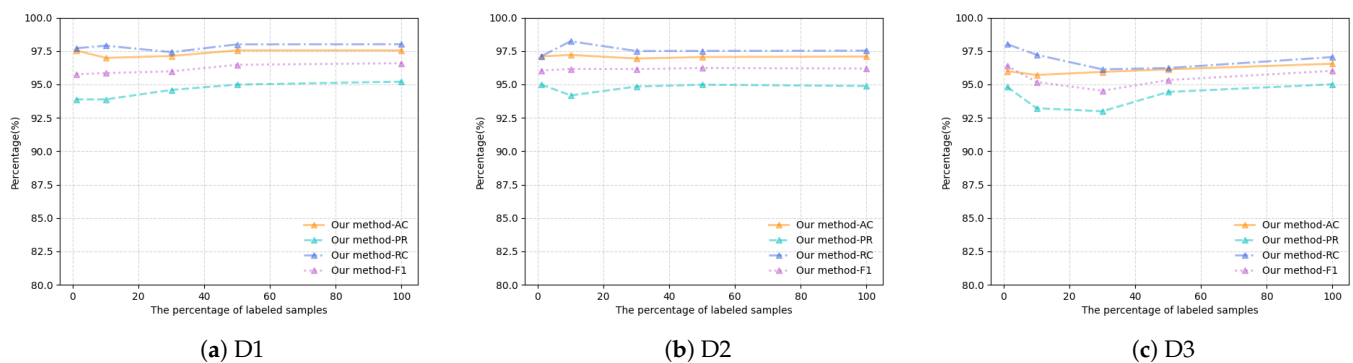 100.0
97.5
95.0
92.5
90.0
87.5
85.0
82.5
80.0
Percentage(%)
0 20 40 60 80 100
The percentage of labeled samples
Our method-AC
Our method-PR
Our method-RC
Our method-F1
(a) D1
100.0
97.5
95.0
92.5
90.0
87.5
85.0
82.5
80.0
Percentage(%)
0 20 40 60 80 100
The percentage of labeled samples
Our method-AC
Our method-PR
Our method-RC
Our method-F1
(b) D2
100.0
97.5
95.0
92.5
90.0
87.5
85.0
82.5
80.0
Percentage(%)
0 20 40 60 80 100
The percentage of labeled samples
Our method-AC
Our method-PR
Our method-RC
Our method-F1
(c) D3